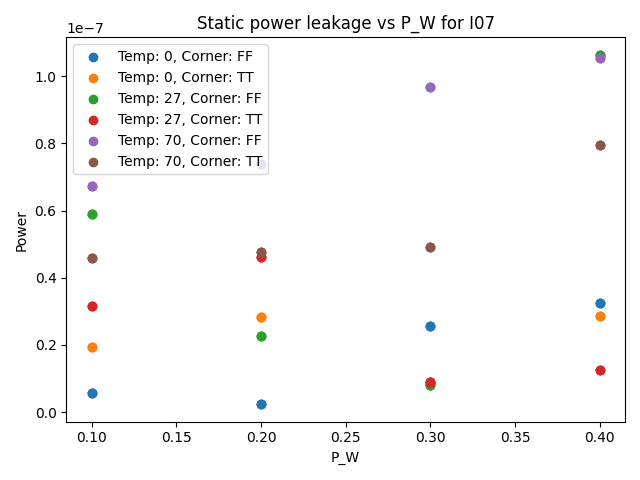 Static power leakage vs P_W for I07
1e−7
Temp: 0, Corner: FF
Temp: 0, Corner: TT
Temp: 27, Corner: FF
Temp: 27, Corner: TT
Temp: 70, Corner: FF
Temp: 70, Corner: TT
1.0
0.8
0.6
0.4
0.2
0.0
Power
0.10 0.15 0.20 0.25 0.30 0.35 0.40
P_W